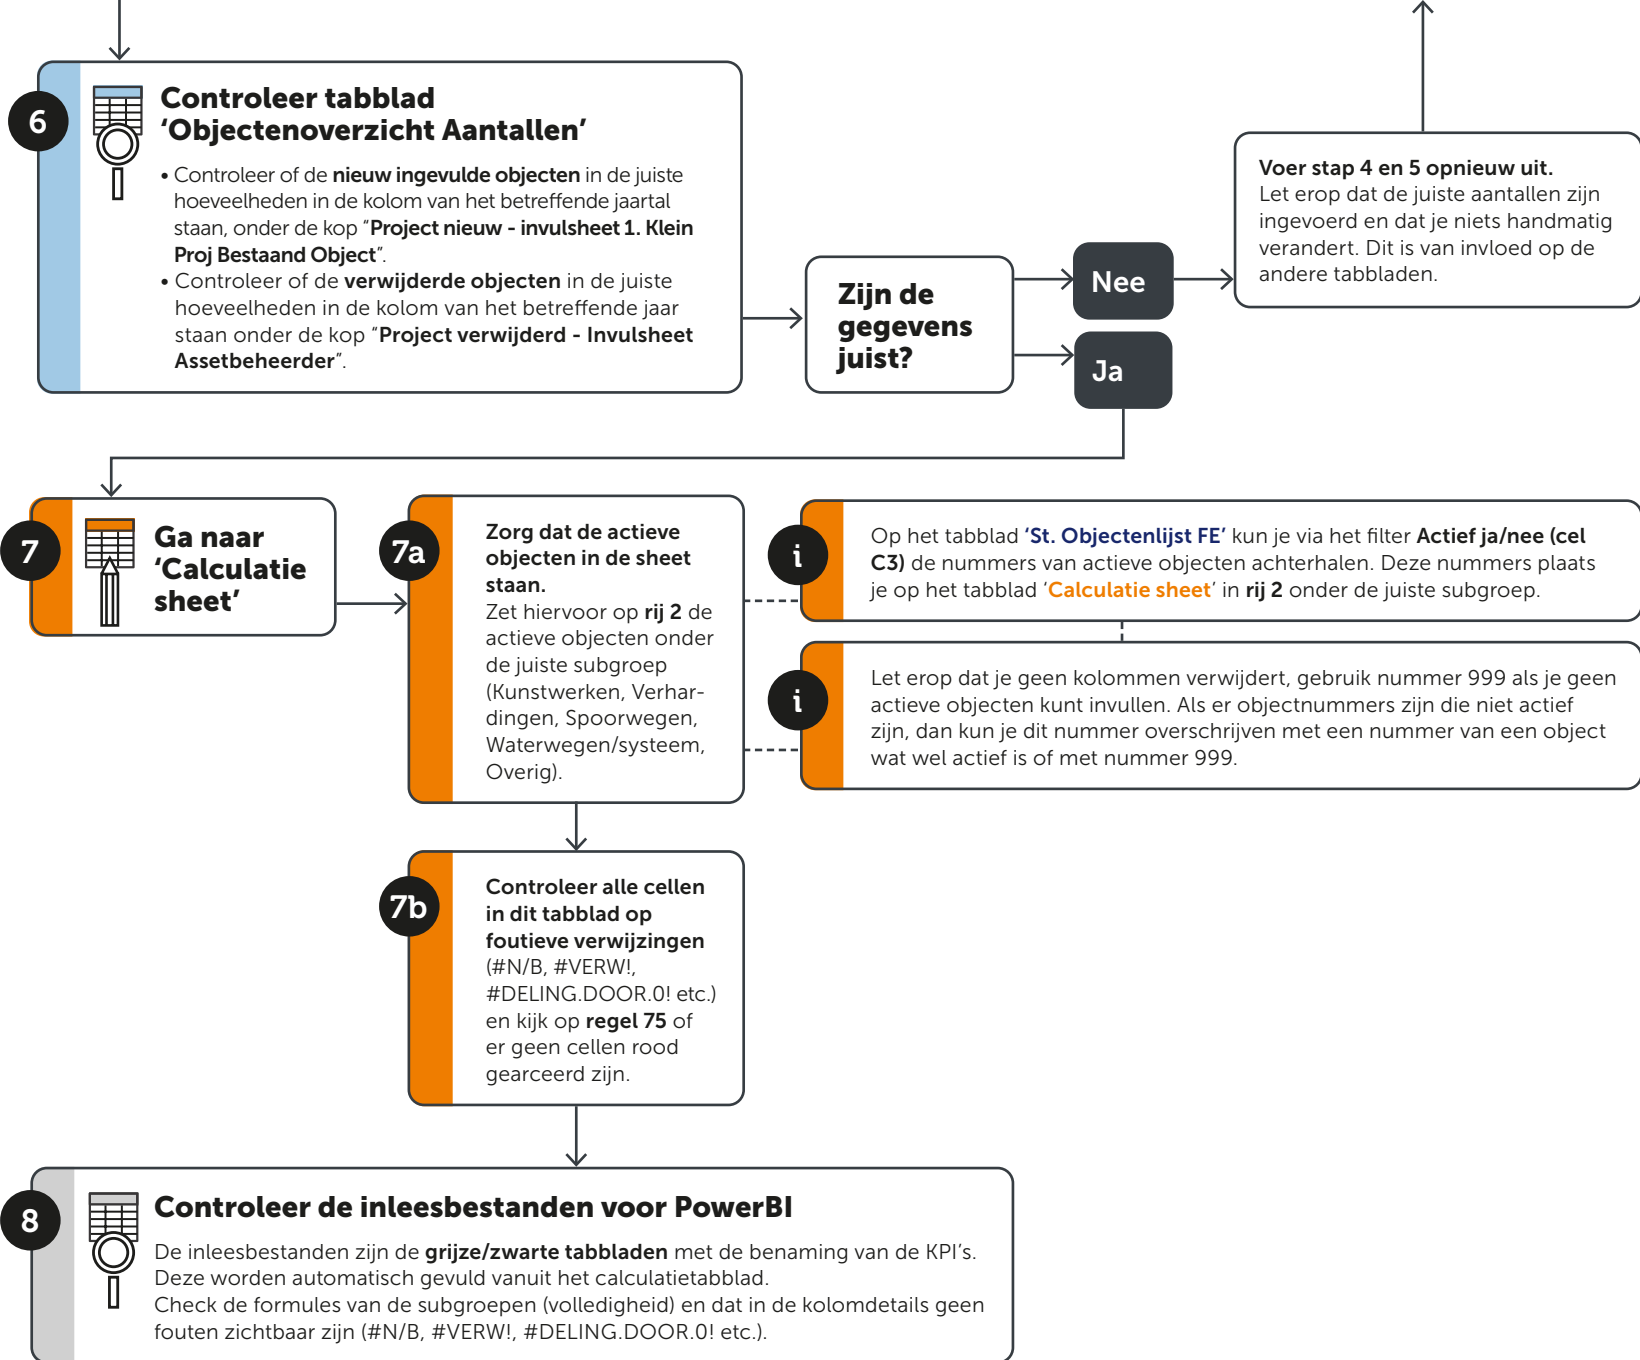 6
Controleer tabblad
‘Objectenoverzicht Aantallen’
• Controleer of de nieuw ingevulde objecten in de juiste
hoeveelheden in de kolom van het betreffende jaartal
staan, onder de kop “Project nieuw - invulsheet 1. Klein
Proj Bestaand Object”.
• Controleer of de verwijderde objecten in de juiste
hoeveelheden in de kolom van het betreffende jaar
staan onder de kop “Project verwijderd - Invulsheet
Assetbeheerder”.
Zijn de
gegevens
juist?
Nee
Ja
Voer stap 4 en 5 opnieuw uit.
Let erop dat de juiste aantallen zijn
ingevoerd en dat je niets handmatig
verandert. Dit is van invloed op de
andere tabbladen.
7
Ga naar
‘Calculatie
sheet’
7a
Zorg dat de actieve
objecten in de sheet
staan.
Zet hiervoor op rij 2 de
actieve objecten onder
de juiste subgroep
(Kunstwerken, Verhar-
dingen, Spoorwegen,
Waterwegen/systeem,
Overig).
i
Op het tabblad ‘St. Objectenlijst FE’ kun je via het filter Actief ja/nee (cel
C3) de nummers van actieve objecten achterhalen. Deze nummers plaats
je op het tabblad ‘Calculatie sheet’ in rij 2 onder de juiste subgroep.
i
Let erop dat je geen kolommen verwijdert, gebruik nummer 999 als je geen
actieve objecten kunt invullen. Als er objectnummers zijn die niet actief
zijn, dan kun je dit nummer overschrijven met een nummer van een object
wat wel actief is of met nummer 999.
7b
Controleer alle cellen
in dit tabblad op
foutieve verwijzingen
(#N/B, #VERW!,
#DELING.DOOR.0! etc.)
en kijk op regel 75 of
er geen cellen rood
gearceerd zijn.
8
Controleer de inleesbestanden voor PowerBI
De inleesbestanden zijn de grijze/zwarte tabbladen met de benaming van de KPI’s.
Deze worden automatisch gevuld vanuit het calculatietabblad.
Check de formules van de subgroepen (volledigheid) en dat in de kolomdetails geen
fouten zichtbaar zijn (#N/B, #VERW!, #DELING.DOOR.0! etc.).